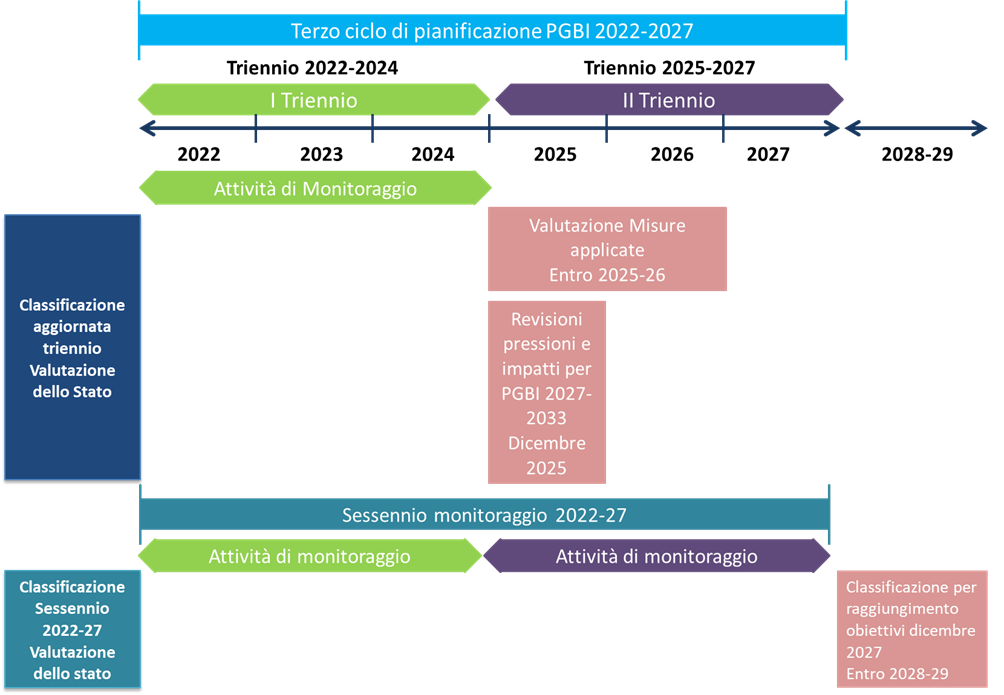 Terzo ciclo di pianificazione PGBI 2022-2027
Triennio 2022-2024
Triennio 2025-2027
I Triennio
II Triennio
2022
2023
2024
2025
2026
2027
2028-29
Attività di Monitoraggio
Classificazione
aggiornata
triennio
Valutazione
dello Stato
Valutazione Misure
applicate
Entro 2025-26
Revisioni
pressioni e
impatti per
PGBI 2027-
2033
Dicembre
2025
Sessennio monitoraggio 2022-27
Attività di monitoraggio
Attività di monitoraggio
Classificazione
Sessennio
2022-27
Valutazione
dello stato
Classificazione per
raggiungimento
obiettivi dicembre
2027
Entro 2028-29